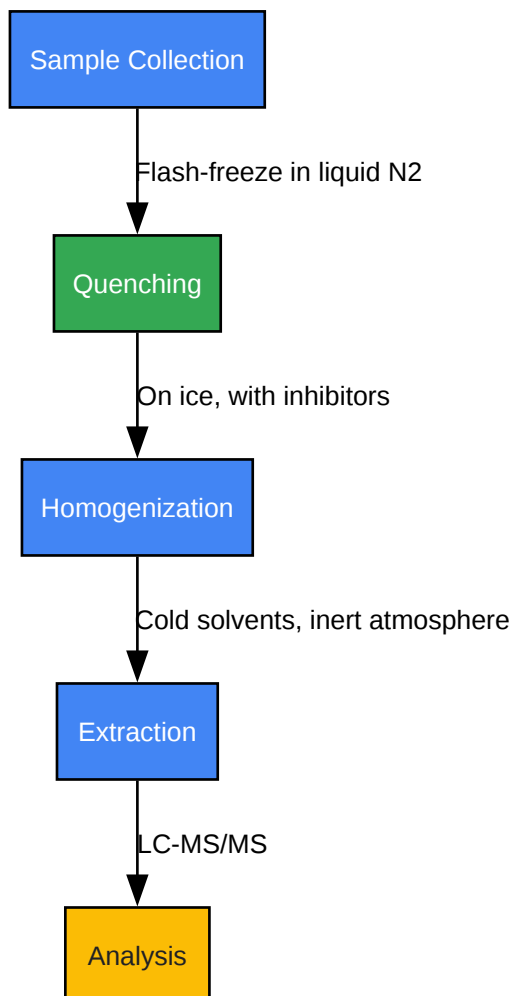 Sample Collection
Flash-freeze in liquid N2
Quenching
On ice, with inhibitors
Homogenization
Cold solvents, inert atmosphere
Extraction
LC-MS/MS
Analysis